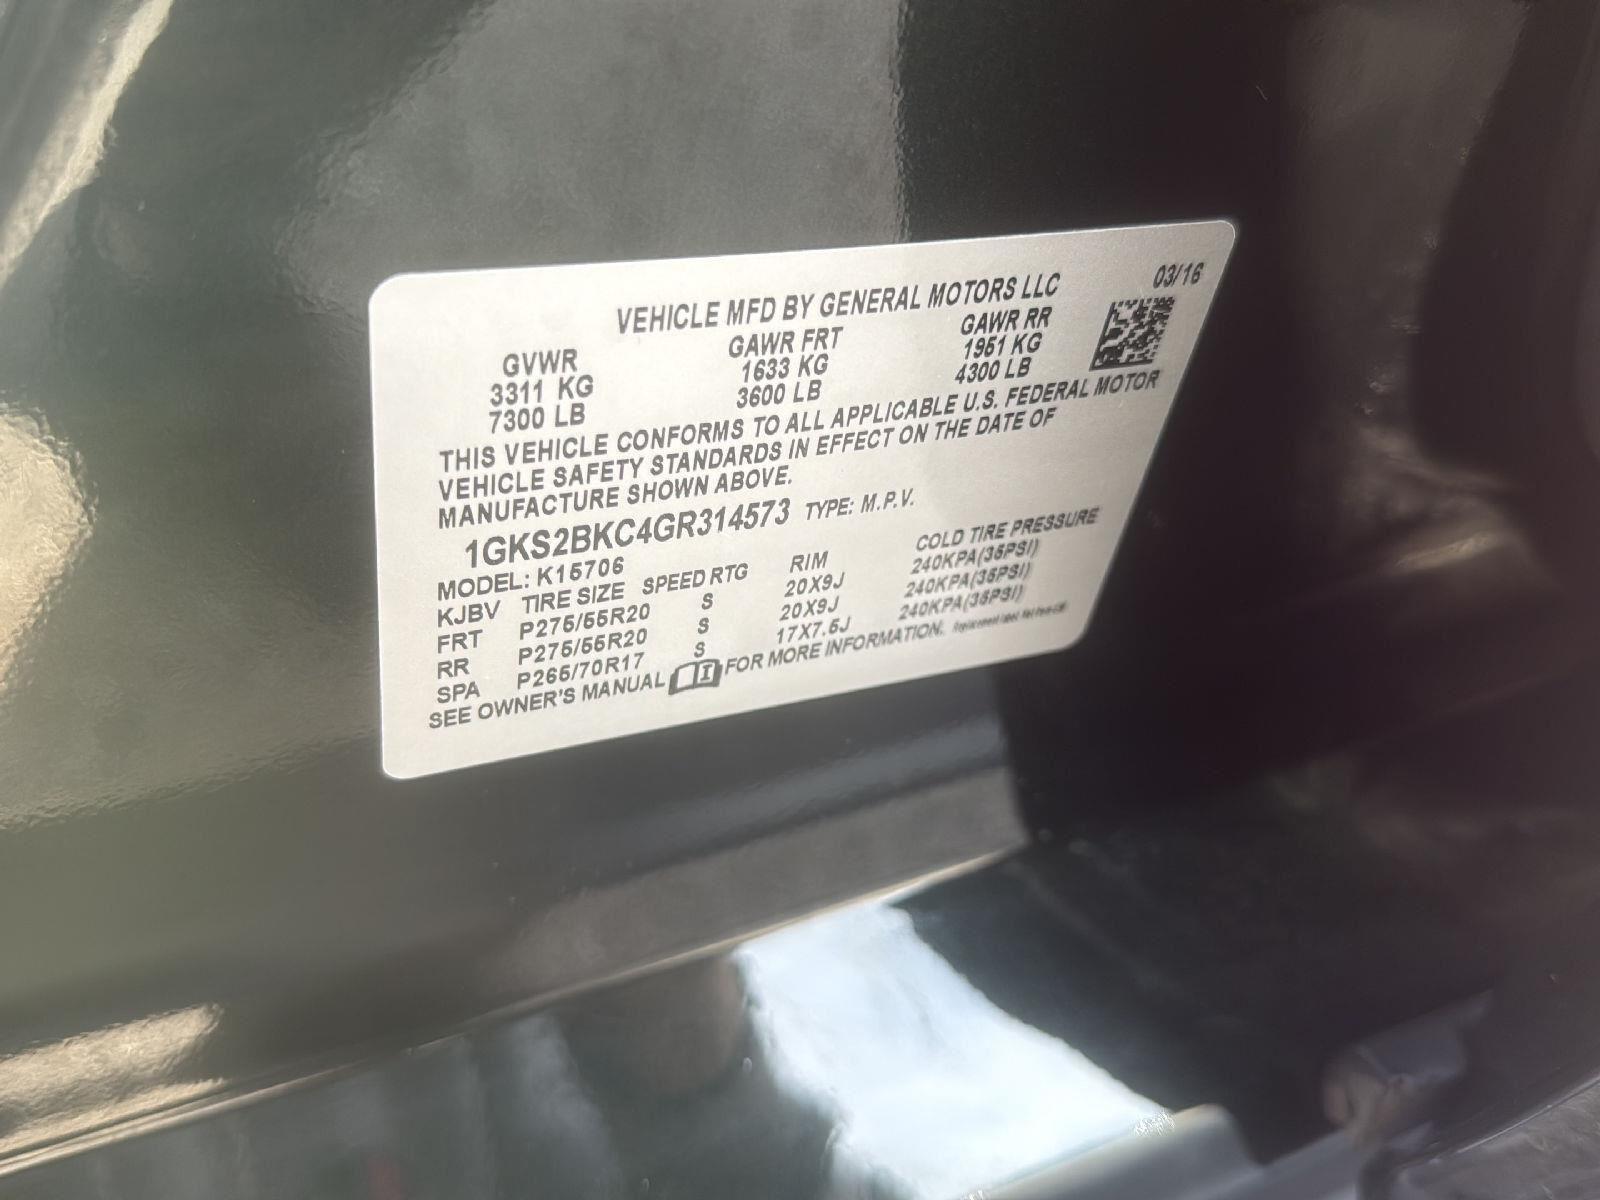 03/16
VEHICLE MFD BY GENERAL MOTORS LLC
GVWR GAWR FRT GAWR RR
3311 KG 1633 KG 1951 KG
7300 LB 3600 LB 4300 LB
THIS VEHICLE CONFORMS TO ALL APPLICABLE U.S. FEDERAL MOTOR
VEHICLE SAFETY STANDARDS IN EFFECT ON THE DATE OF
MANUFACTURE SHOWN ABOVE.
1GKS2BKC4GR314573 TYPE: M.P.V.
MODEL: K15706
KJBV TIRE SIZE SPEED RTG RIM COLD TIRE PRESSURE
FRT P275/55R20 S 20X9J 240KPA(35PSI)
RR P275/55R20 S 20X9J 240KPA(35PSI)
SPA P265/70R17 S 17X7.5J 240KPA(35PSI)
SEE OWNER'S MANUAL FOR MORE INFORMATION. Replacement label.